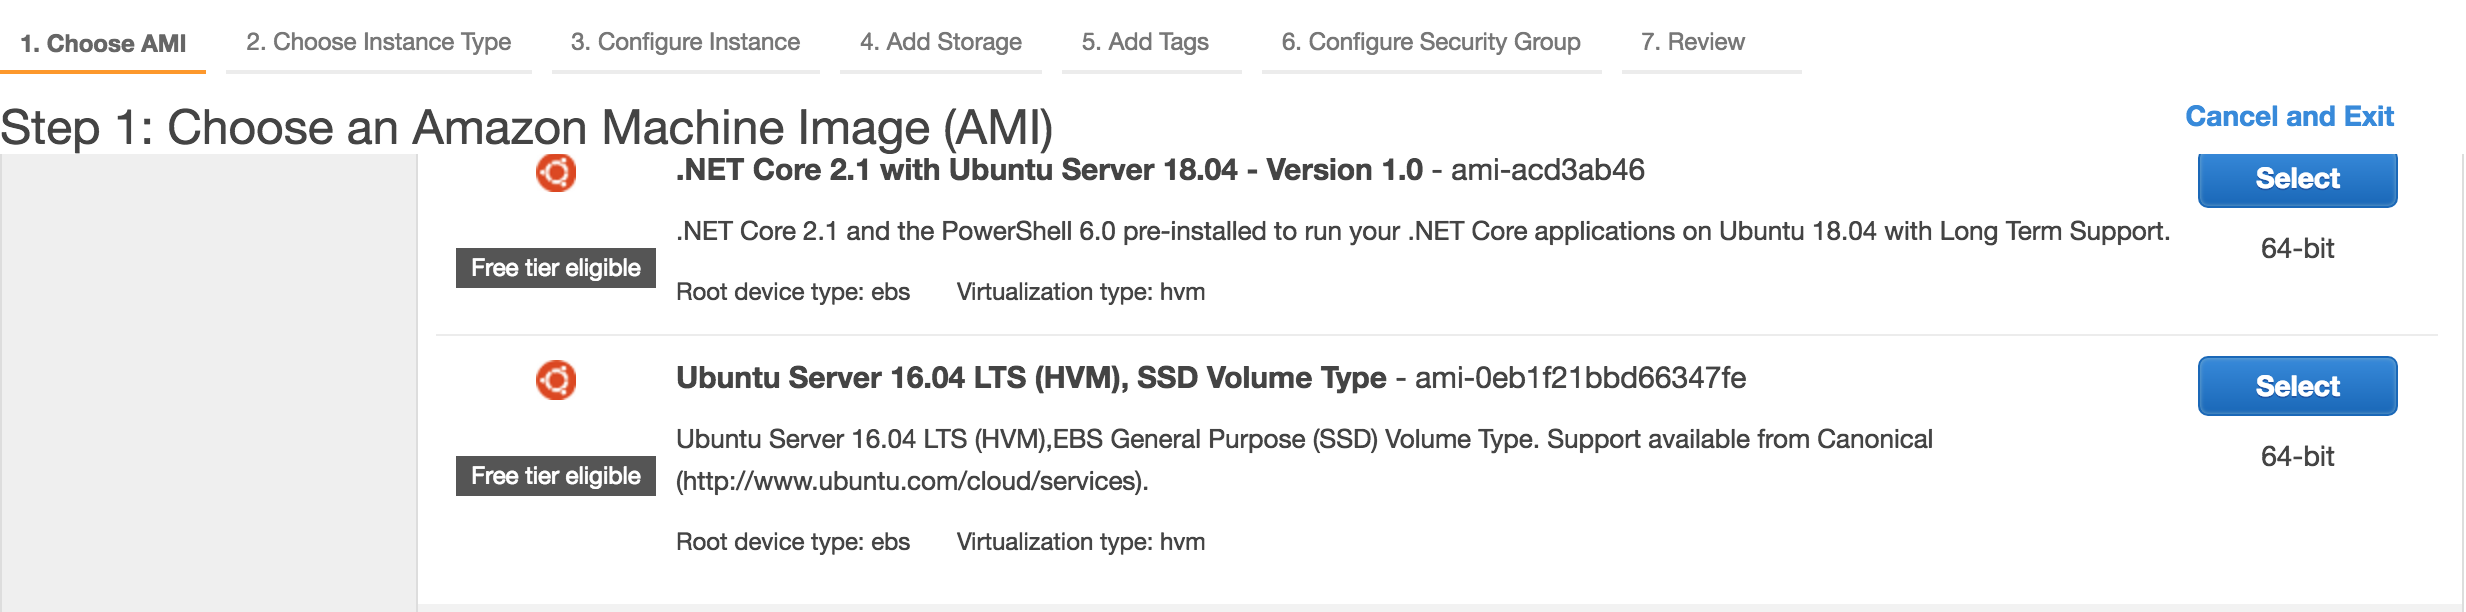 1. Choose AMI 2. Choose Instance Type 3. Configure Instance 4. Add Storage 5. Add Tags 6. Configure Security Group 7. Review
Step 1: Choose an Amazon Machine Image (AMI)
Cancel and Exit
.NET Core 2.1 with Ubuntu Server 18.04 - Version 1.0 - ami-acd3ab46
Select
.NET Core 2.1 and the PowerShell 6.0 pre-installed to run your .NET Core applications on Ubuntu 18.04 with Long Term Support.
64-bit
Free tier eligible
Root device type: ebs Virtualization type: hvm
Ubuntu Server 16.04 LTS (HVM), SSD Volume Type - ami-0eb1f21bbd66347fe
Select
Ubuntu Server 16.04 LTS (HVM),EBS General Purpose (SSD) Volume Type. Support available from Canonical
64-bit
Free tier eligible
(http://www.ubuntu.com/cloud/services).
Root device type: ebs Virtualization type: hvm